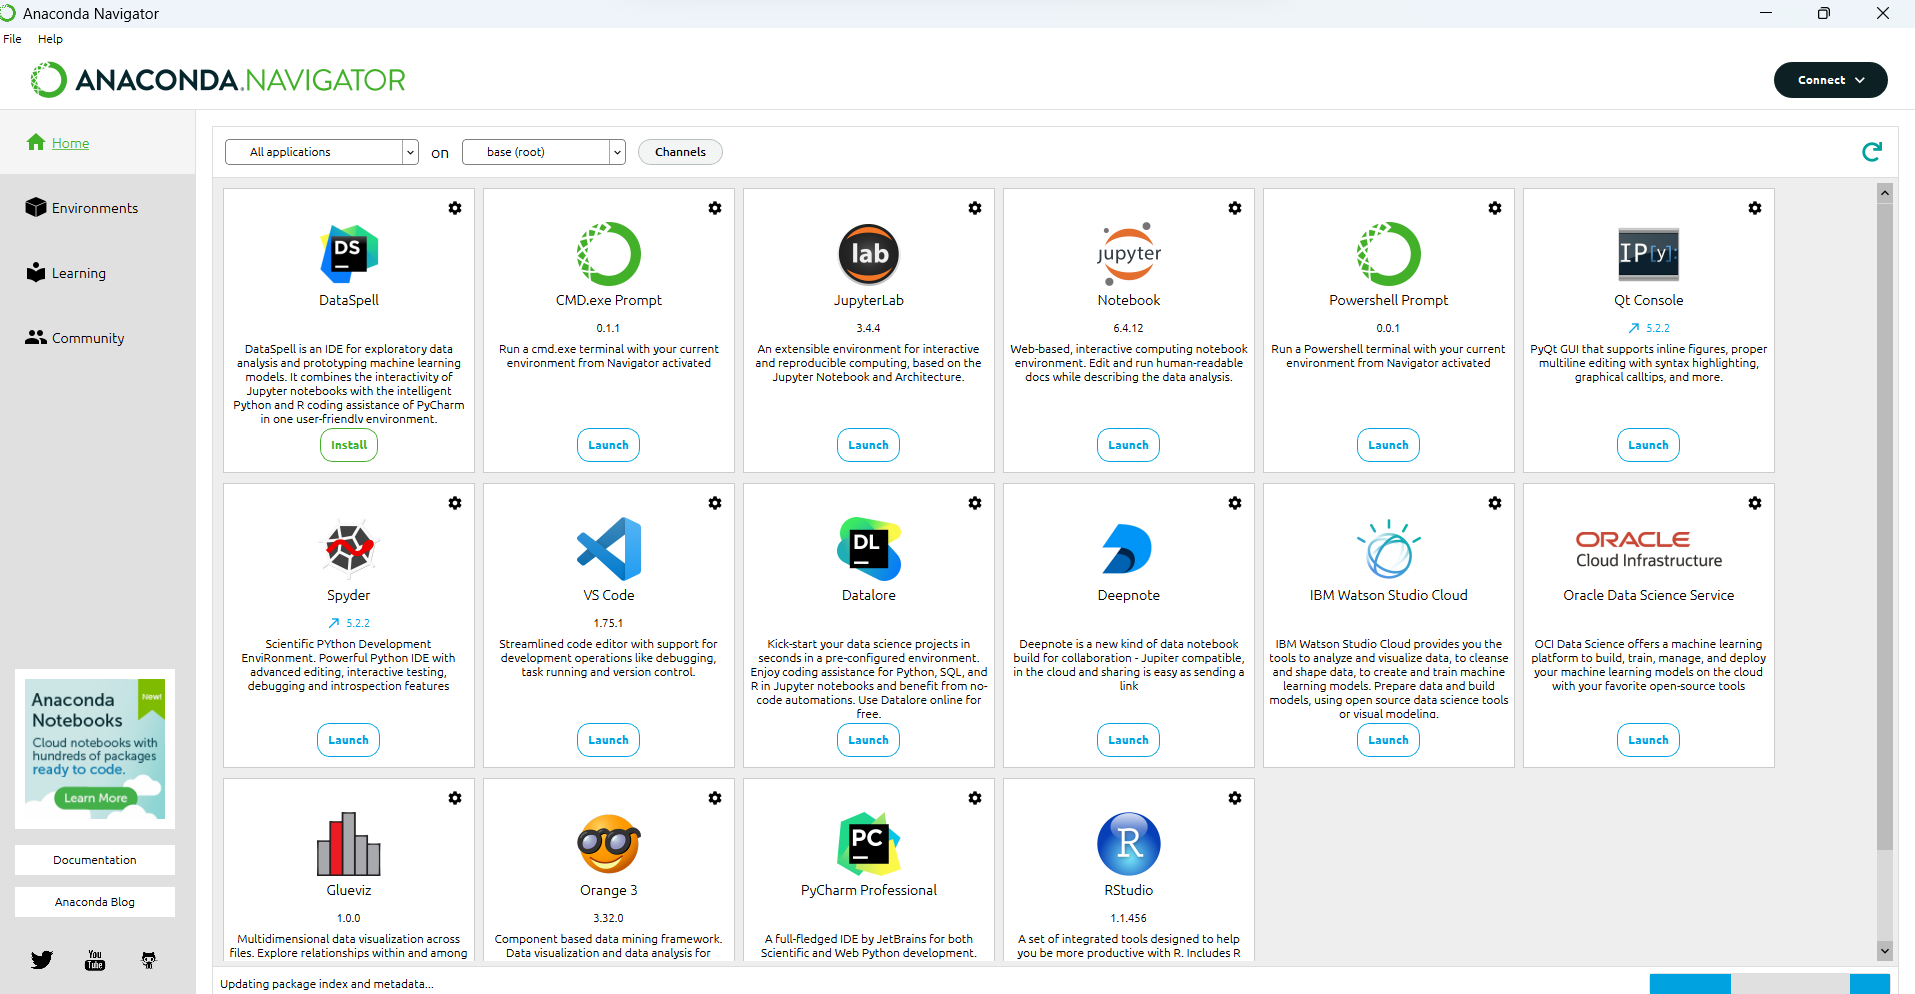 Anaconda Navigator
File Help
ANACONDA.NAVIGATOR
Connect
Home
Environments
Learning
Community
Anaconda
Notebooks
New!
Cloud notebooks with
hundreds of packages
ready to code.
Learn More
Documentation
Anaconda Blog
You
Tube
All applications on base (root) Channels
DS
DataSpell
DataSpell is an IDE for exploratory data
analysis and prototyping machine learning
models. It combines the interactivity of
Jupyter notebooks with the intelligent
Python and R coding assistance of PyCharm
in one user-friendly environment.
Install
CMD.exe Prompt
0.1.1
Run a cmd.exe terminal with your current
environment from Navigator activated
Launch
lab
JupyterLab
3.4.4
An extensible environment for interactive
and reproducible computing, based on the
Jupyter Notebook and Architecture.
Launch
jupyter
Notebook
6.4.12
Web-based, interactive computing notebook
environment. Edit and run human-readable
docs while describing the data analysis.
Launch
Powershell Prompt
0.0.1
Run a Powershell terminal with your current
environment from Navigator activated
Launch
IP[y]:
Qt Console
5.2.2
PyQt GUI that supports inline figures, proper
multiline editing with syntax highlighting,
graphical calltips, and more.
Launch
Spyder
5.2.2
Scientific PYthon Development
EnviRonment. Powerful Python IDE with
advanced editing, interactive testing,
debugging and introspection features
Launch
VS Code
1.75.1
Streamlined code editor with support for
development operations like debugging,
task running and version control.
Launch
DL
Datalore
Kick-start your data science projects in
seconds in a pre-configured environment.
Enjoy coding assistance for Python, SQL, and
R in Jupyter notebooks and benefit from no-
code automations. Use Datalore online for
free.
Launch
Deepnote
Deepnote is a new kind of data notebook
build for collaboration - Jupiter compatible,
in the cloud and sharing is easy as sending a
link
Launch
IBM Watson Studio Cloud
IBM Watson Studio Cloud provides you the
tools to analyze and visualize data, to cleanse
and shape data, to create and train machine
learning models. Prepare data and build
models, using open source data science tools
or visual modeling.
Launch
ORACLE
Cloud Infrastructure
Oracle Data Science Service
OCI Data Science offers a machine learning
platform to build, train, manage, and deploy
your machine learning models on the cloud
with your favorite open-source tools
Launch
Glueviz
1.0.0
Multidimensional data visualization across
files. Explore relationships within and among
Orange 3
3.32.0
Component based data mining framework.
Data visualization and data analysis for
PC
PyCharm Professional
A full-fledged IDE by JetBrains for both
Scientific and Web Python development.
R
RStudio
1.1.456
A set of integrated tools designed to help
you be more productive with R. Includes R
Updating package index and metadata...